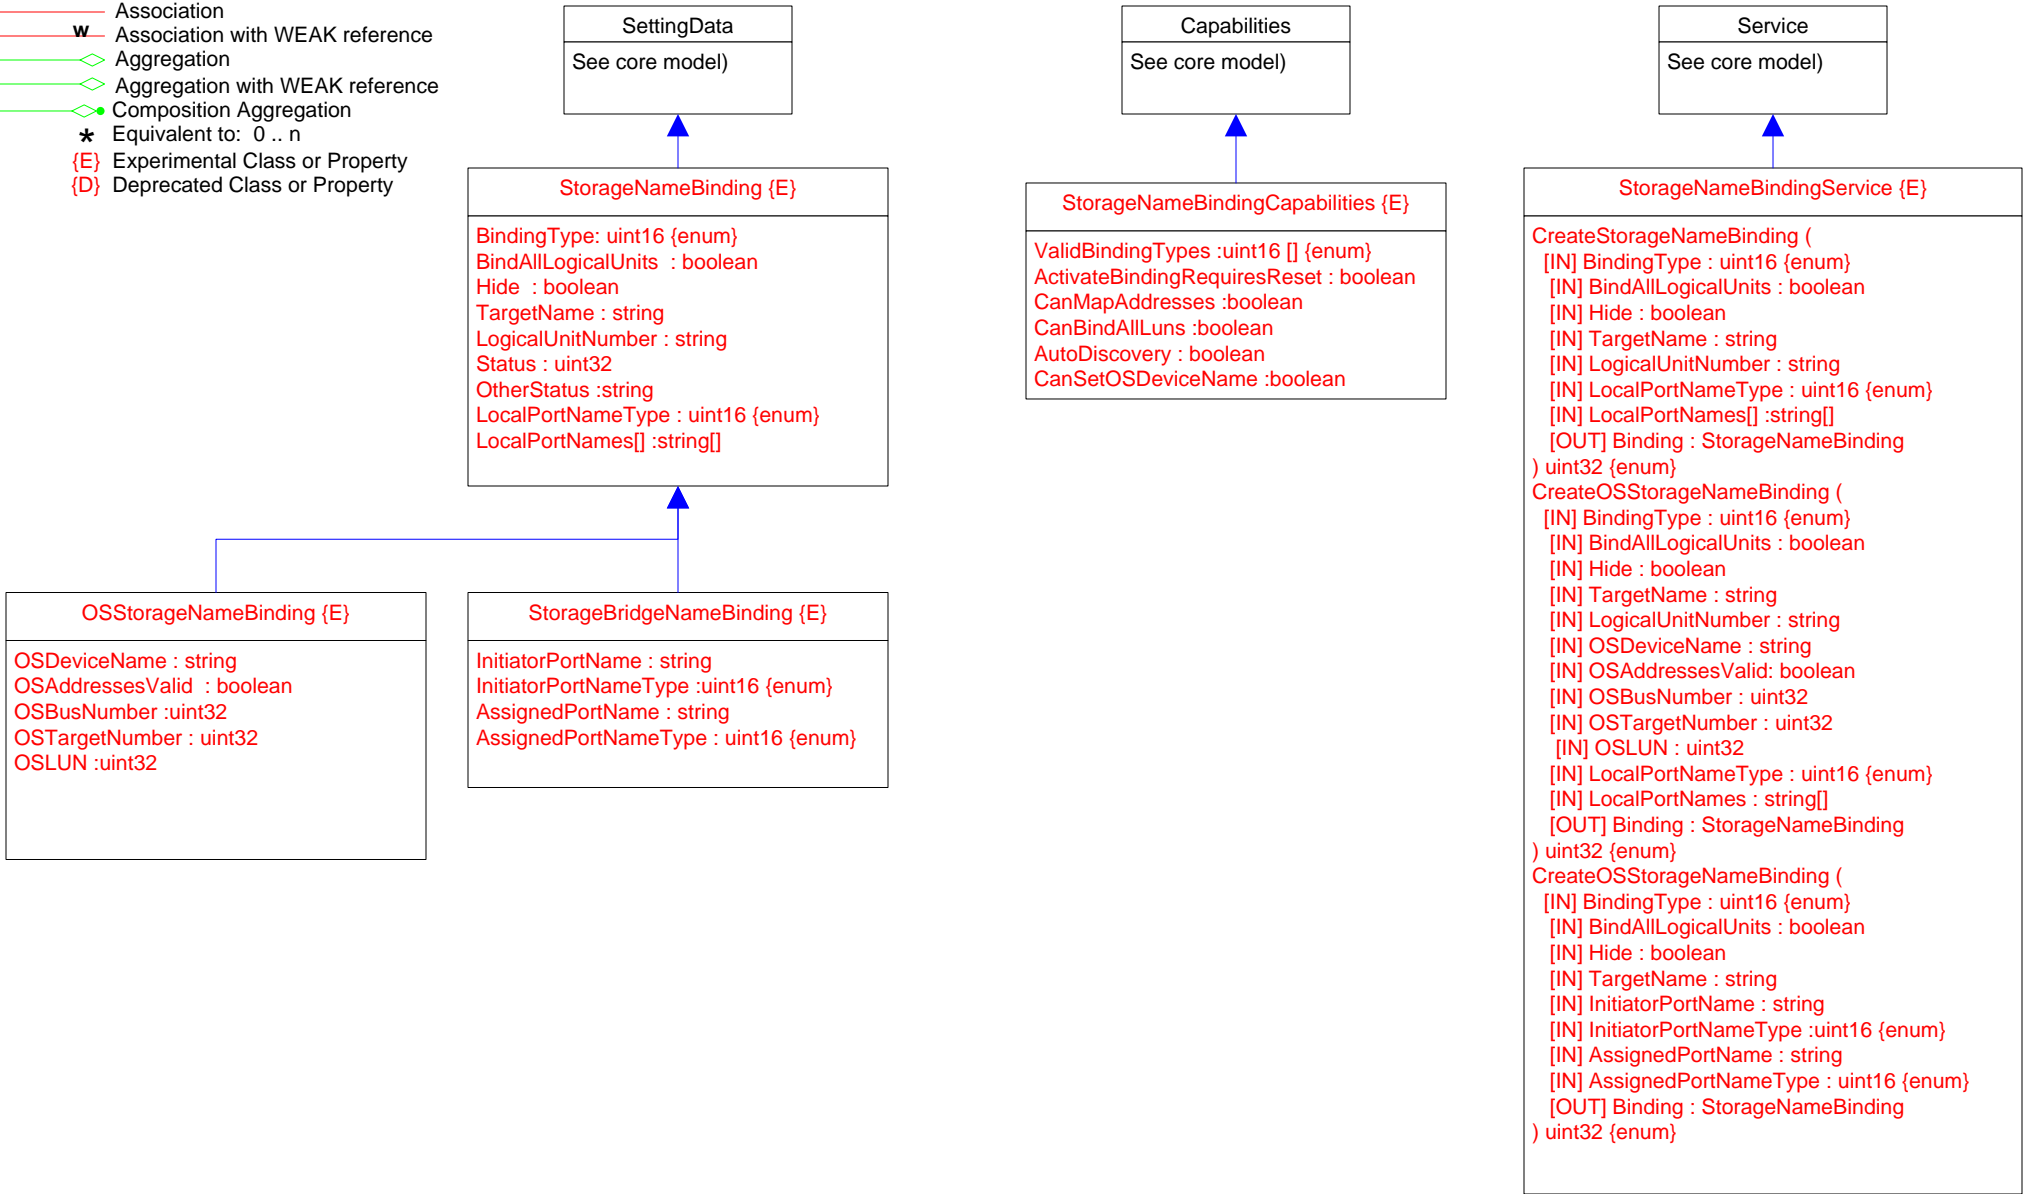 Association
w
Association with WEAK reference
Aggregation
Aggregation with WEAK reference
Composition Aggregation
* Equivalent to: 0 .. n
{E} Experimental Class or Property
{D} Deprecated Class or Property
SettingData
See core model)
StorageNameBinding {E}
BindingType: uint16 {enum}
BindAllLogicalUnits : boolean
Hide : boolean
TargetName : string
LogicalUnitNumber : string
Status : uint32
OtherStatus :string
LocalPortNameType : uint16 {enum}
LocalPortNames[] :string[]
OSStorageNameBinding {E}
OSDeviceName : string
OSAddressesValid : boolean
OSBusNumber :uint32
OSTargetNumber : uint32
OSLUN :uint32
StorageBridgeNameBinding {E}
InitiatorPortName : string
InitiatorPortNameType :uint16 {enum}
AssignedPortName : string
AssignedPortNameType : uint16 {enum}
Capabilities
See core model)
StorageNameBindingCapabilities {E}
ValidBindingTypes :uint16 [] {enum}
ActivateBindingRequiresReset : boolean
CanMapAddresses :boolean
CanBindAllLuns :boolean
AutoDiscovery : boolean
CanSetOSDeviceName :boolean
Service
See core model)
StorageNameBindingService {E}
CreateStorageNameBinding (
[IN] BindingType : uint16 {enum}
[IN] BindAllLogicalUnits : boolean
[IN] Hide : boolean
[IN] TargetName : string
[IN] LogicalUnitNumber : string
[IN] LocalPortNameType : uint16 {enum}
[IN] LocalPortNames[] :string[]
[OUT] Binding : StorageNameBinding
) uint32 {enum}
CreateOSStorageNameBinding (
[IN] BindingType : uint16 {enum}
[IN] BindAllLogicalUnits : boolean
[IN] Hide : boolean
[IN] TargetName : string
[IN] LogicalUnitNumber : string
[IN] OSDeviceName : string
[IN] OSAddressesValid: boolean
[IN] OSBusNumber : uint32
[IN] OSTargetNumber : uint32
[IN] OSLUN : uint32
[IN] LocalPortNameType : uint16 {enum}
[IN] LocalPortNames : string[]
[OUT] Binding : StorageNameBinding
) uint32 {enum}
CreateOSStorageNameBinding (
[IN] BindingType : uint16 {enum}
[IN] BindAllLogicalUnits : boolean
[IN] Hide : boolean
[IN] TargetName : string
[IN] InitiatorPortName : string
[IN] InitiatorPortNameType :uint16 {enum}
[IN] AssignedPortName : string
[IN] AssignedPortNameType : uint16 {enum}
[OUT] Binding : StorageNameBinding
) uint32 {enum}